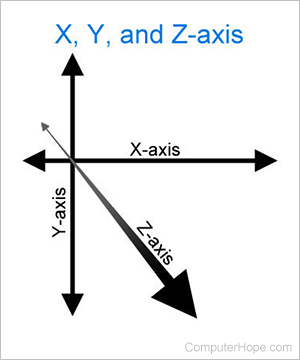 X, Y, and Z-axis
X-axis
Y-axis
Z-axis
ComputerHope.com